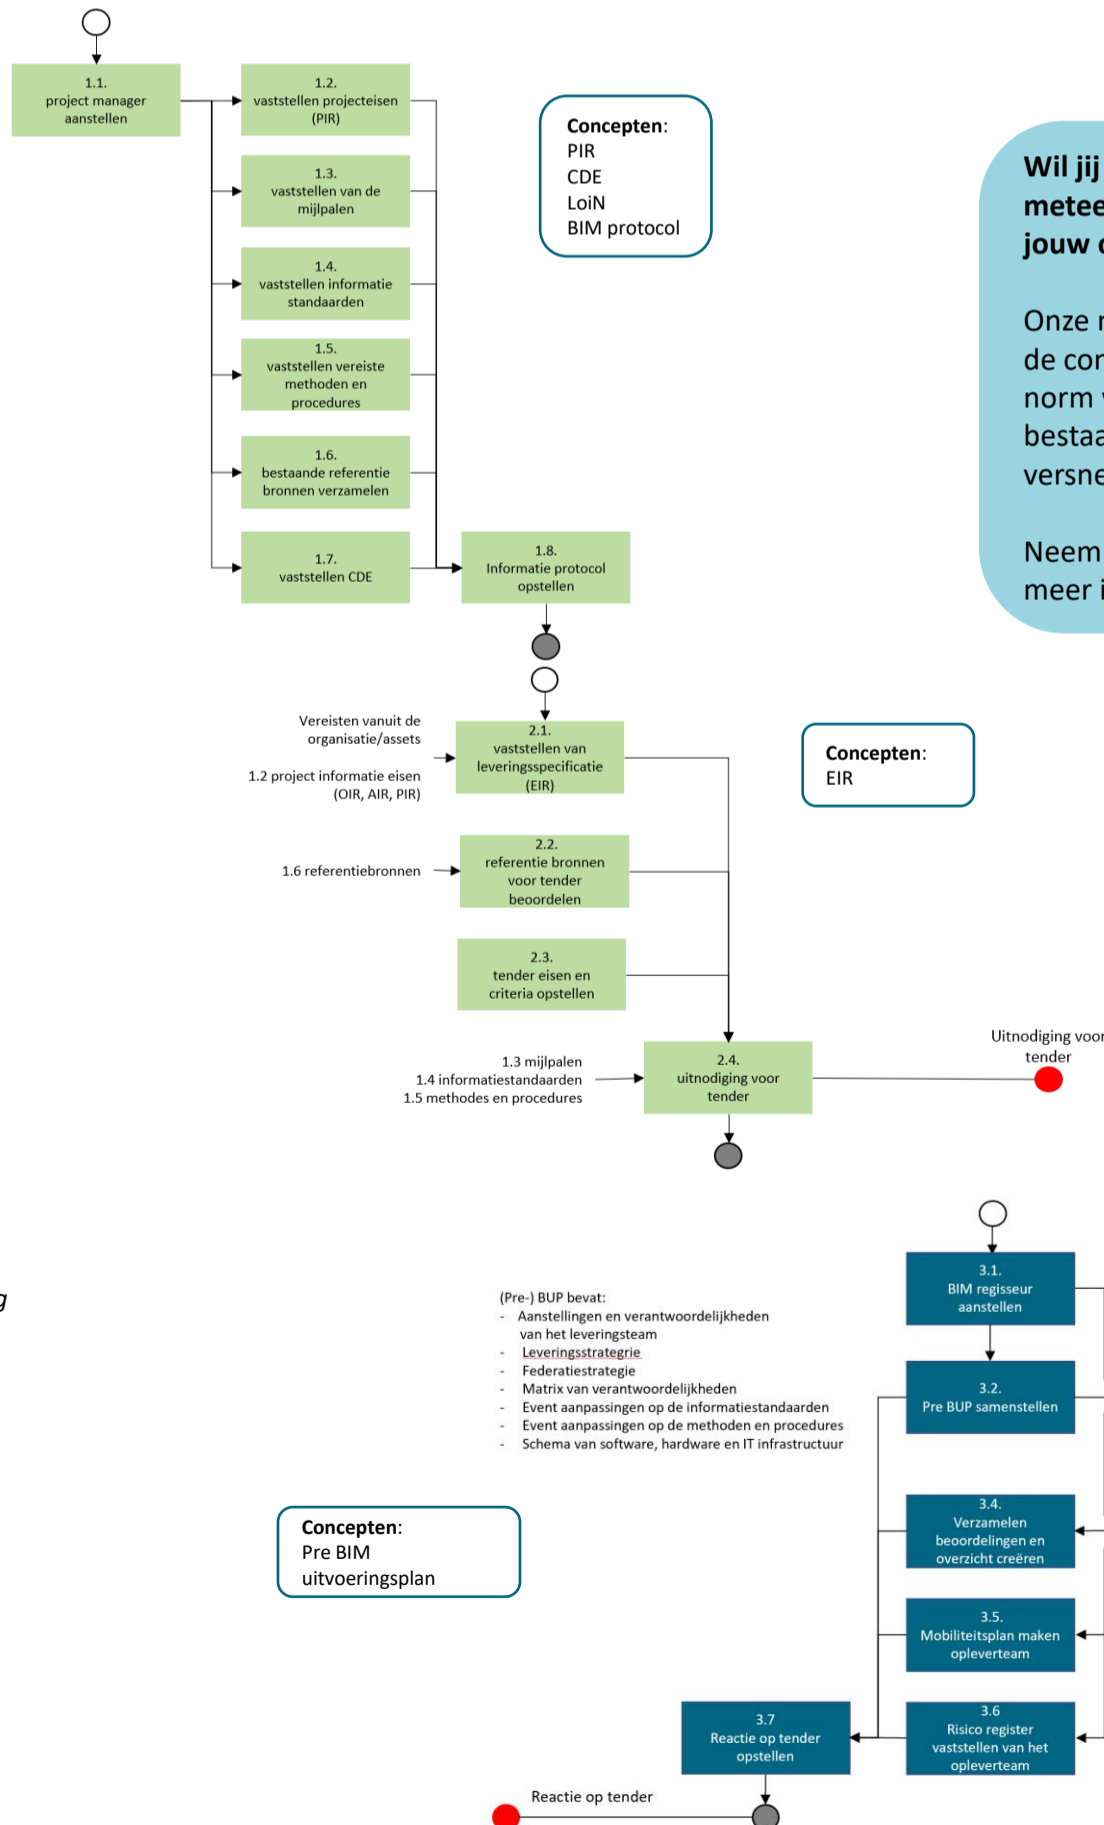 1.1.
project manager
aanstellen
1.2.
vaststellen projecteisen
(PIR)
1.3.
vaststellen van de
mijlpalen
1.4.
vaststellen informatie
standaarden
1.5.
vaststellen vereiste
methoden en
procedures
1.6.
bestaande referentie
bronnen verzamelen
1.7.
vaststellen CDE
1.8.
Informatie protocol
opstellen
Concepten:
PIR
CDE
LoiN
BIM protocol
Wil jij
metee
jouw
Onze
de
norm
bestaa
versne
Neem
meer
Vereisten vanuit de
organisatie/assets
1.2 project informatie eisen
(OIR, AIR, PIR)
2.1.
vaststellen van
leveringsspecificatie
(EIR)
Concepten:
EIR
1.6 referentiebronnen
2.2.
referentie bronnen
voor tender
beoordelen
2.3.
tender eisen en
criteria opstellen
1.3 mijlpalen
1.4 informatiestandaarden
1.5 methodes en procedures
2.4.
uitnodiging voor
tender
Uitnodiging voor
tender
g
(Pre-) BUP bevat:
- Aanstellingen en verantwoordelijkheden
van het leveringsteam
- Leveringsstrategrie
- Federatiestrategie
- Matrix van verantwoordelijkheden
- Event aanpassingen op de informatiestandaarden
- Event aanpassingen op de methoden en procedures
- Schema van software, hardware en IT infrastructuur
3.1.
BIM regisseur
aanstellen
3.2.
Pre BUP samenstellen
Concepten:
Pre BIM
uitvoeringsplan
3.4.
Verzamelen
beoordelingen en
overzicht creëren
3.5.
Mobiliteitsplan maken
opleverteam
3.6
Risico register
vaststellen van het
opleverteam
3.7
Reactie op tender
opstellen
Reactie op tender